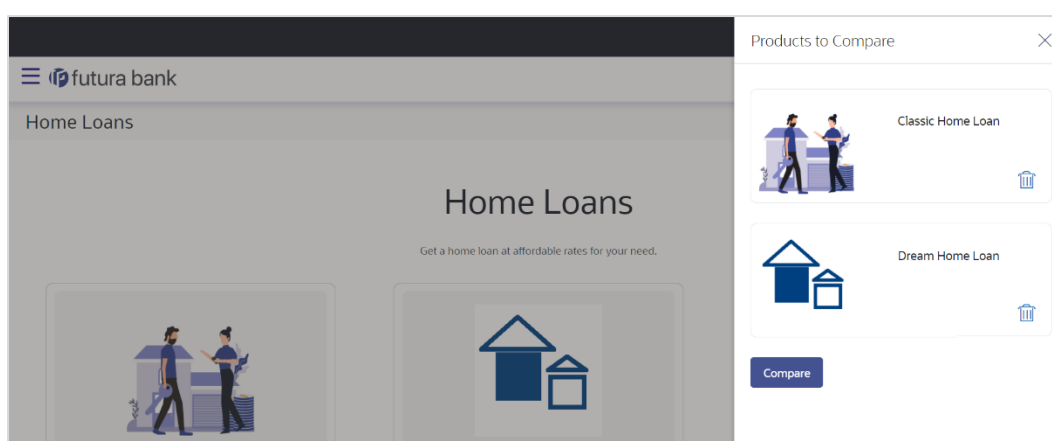 futura bank
Home Loans
Home Loans
Get a home loan at affordable rates for your need.
Products to Compare
Classic Home Loan
Dream Home Loan
Compare